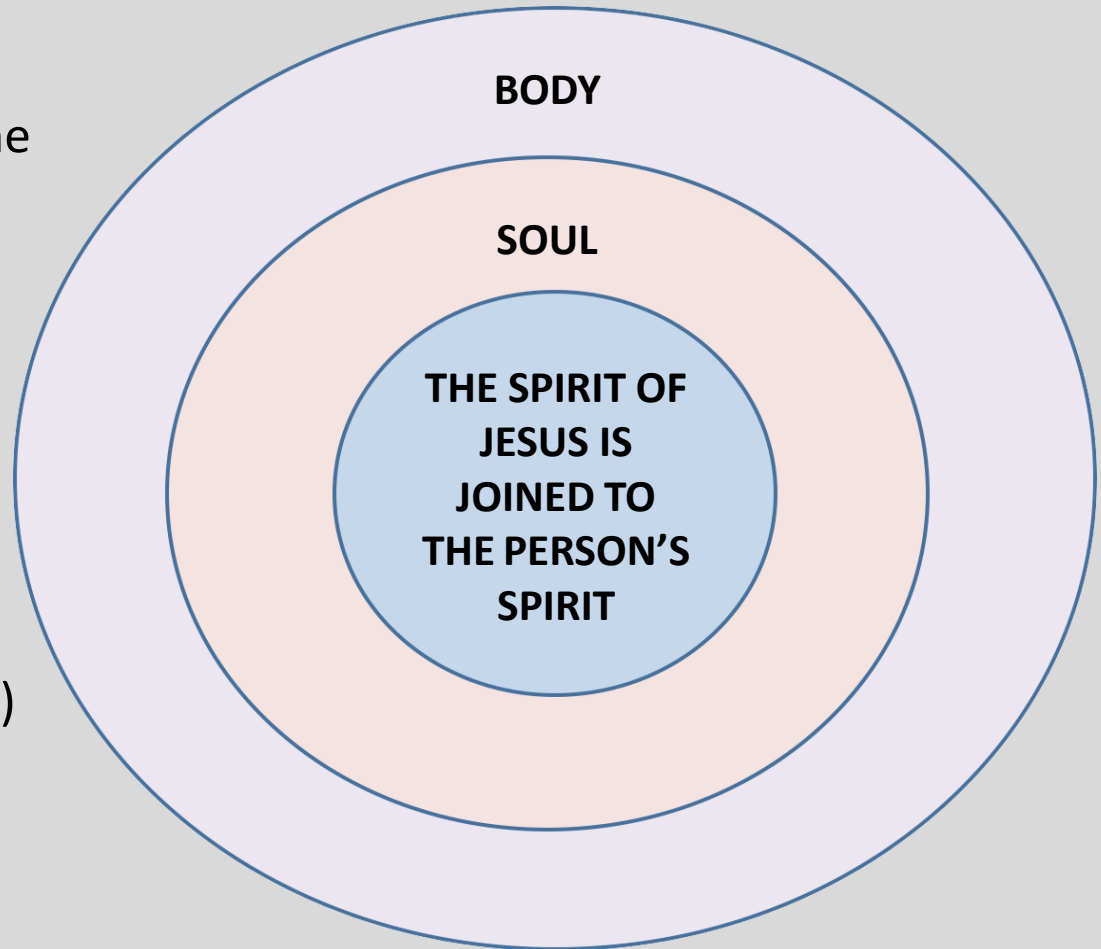 BODY
SOUL
THE SPIRIT OF
JESUS IS
JOINED TO
THE PERSON’S
SPIRIT
)